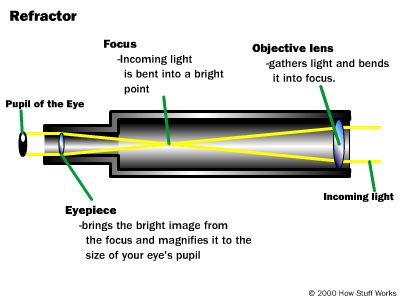 Refractor
Focus
-Incoming light
is bent into a bright
point
Objective lens
-gathers light and bends
it into focus.
Pupil of the Eye
Incoming light
Eyepiece
-brings the bright image from
the focus and magnifies it to the
size of your eye's pupil
© 2000 How Stuff Works